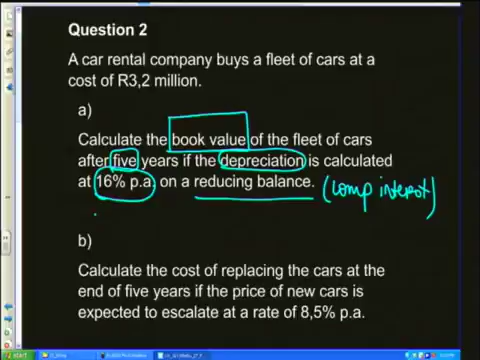 Question 2
A car rental company buys a fleet of cars at a
cost of R3,2 million.
a)
Calculate the book value of the fleet of cars
after five years if the depreciation is calculated
at 16% p.a. on a reducing balance. (comp interest)
b)
Calculate the cost of replacing the cars at the
end of five years if the price of new cars is
expected to escalate at a rate of 8,5% p.a.
start